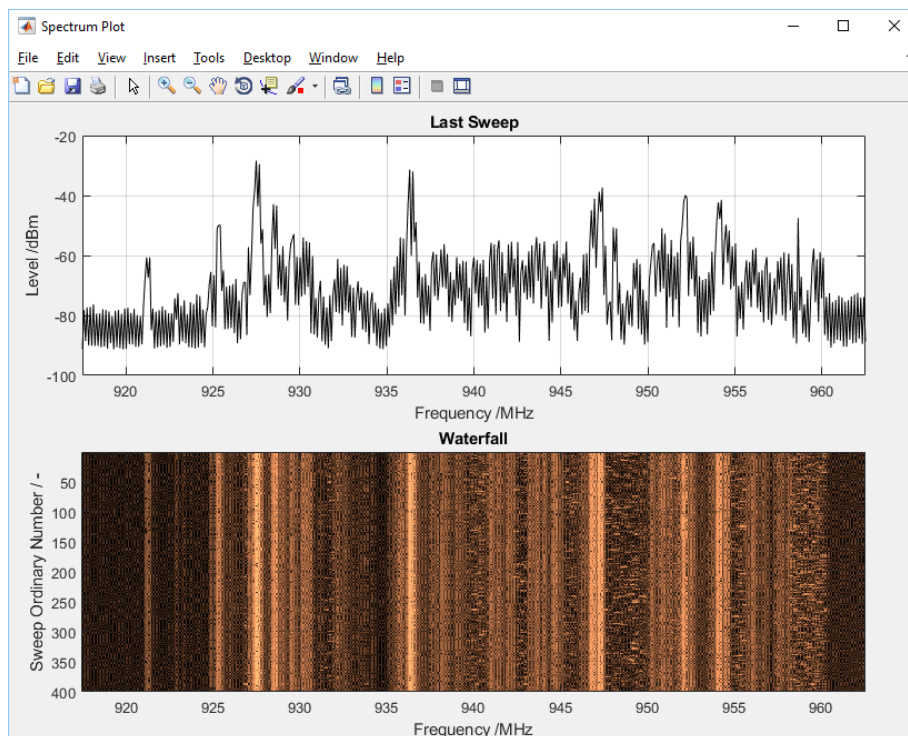 Spectrum Plot
File Edit View Insert Tools Desktop Window Help
Last Sweep
Level /dBm
-20
-40
-60
-80
-100
920 925 930 935 940 945 950 955 960
Frequency /MHz
Waterfall
Sweep Ordinary Number / -
50
100
150
200
250
300
350
400
920 925 930 935 940 945 950 955 960
Frequency /MHz